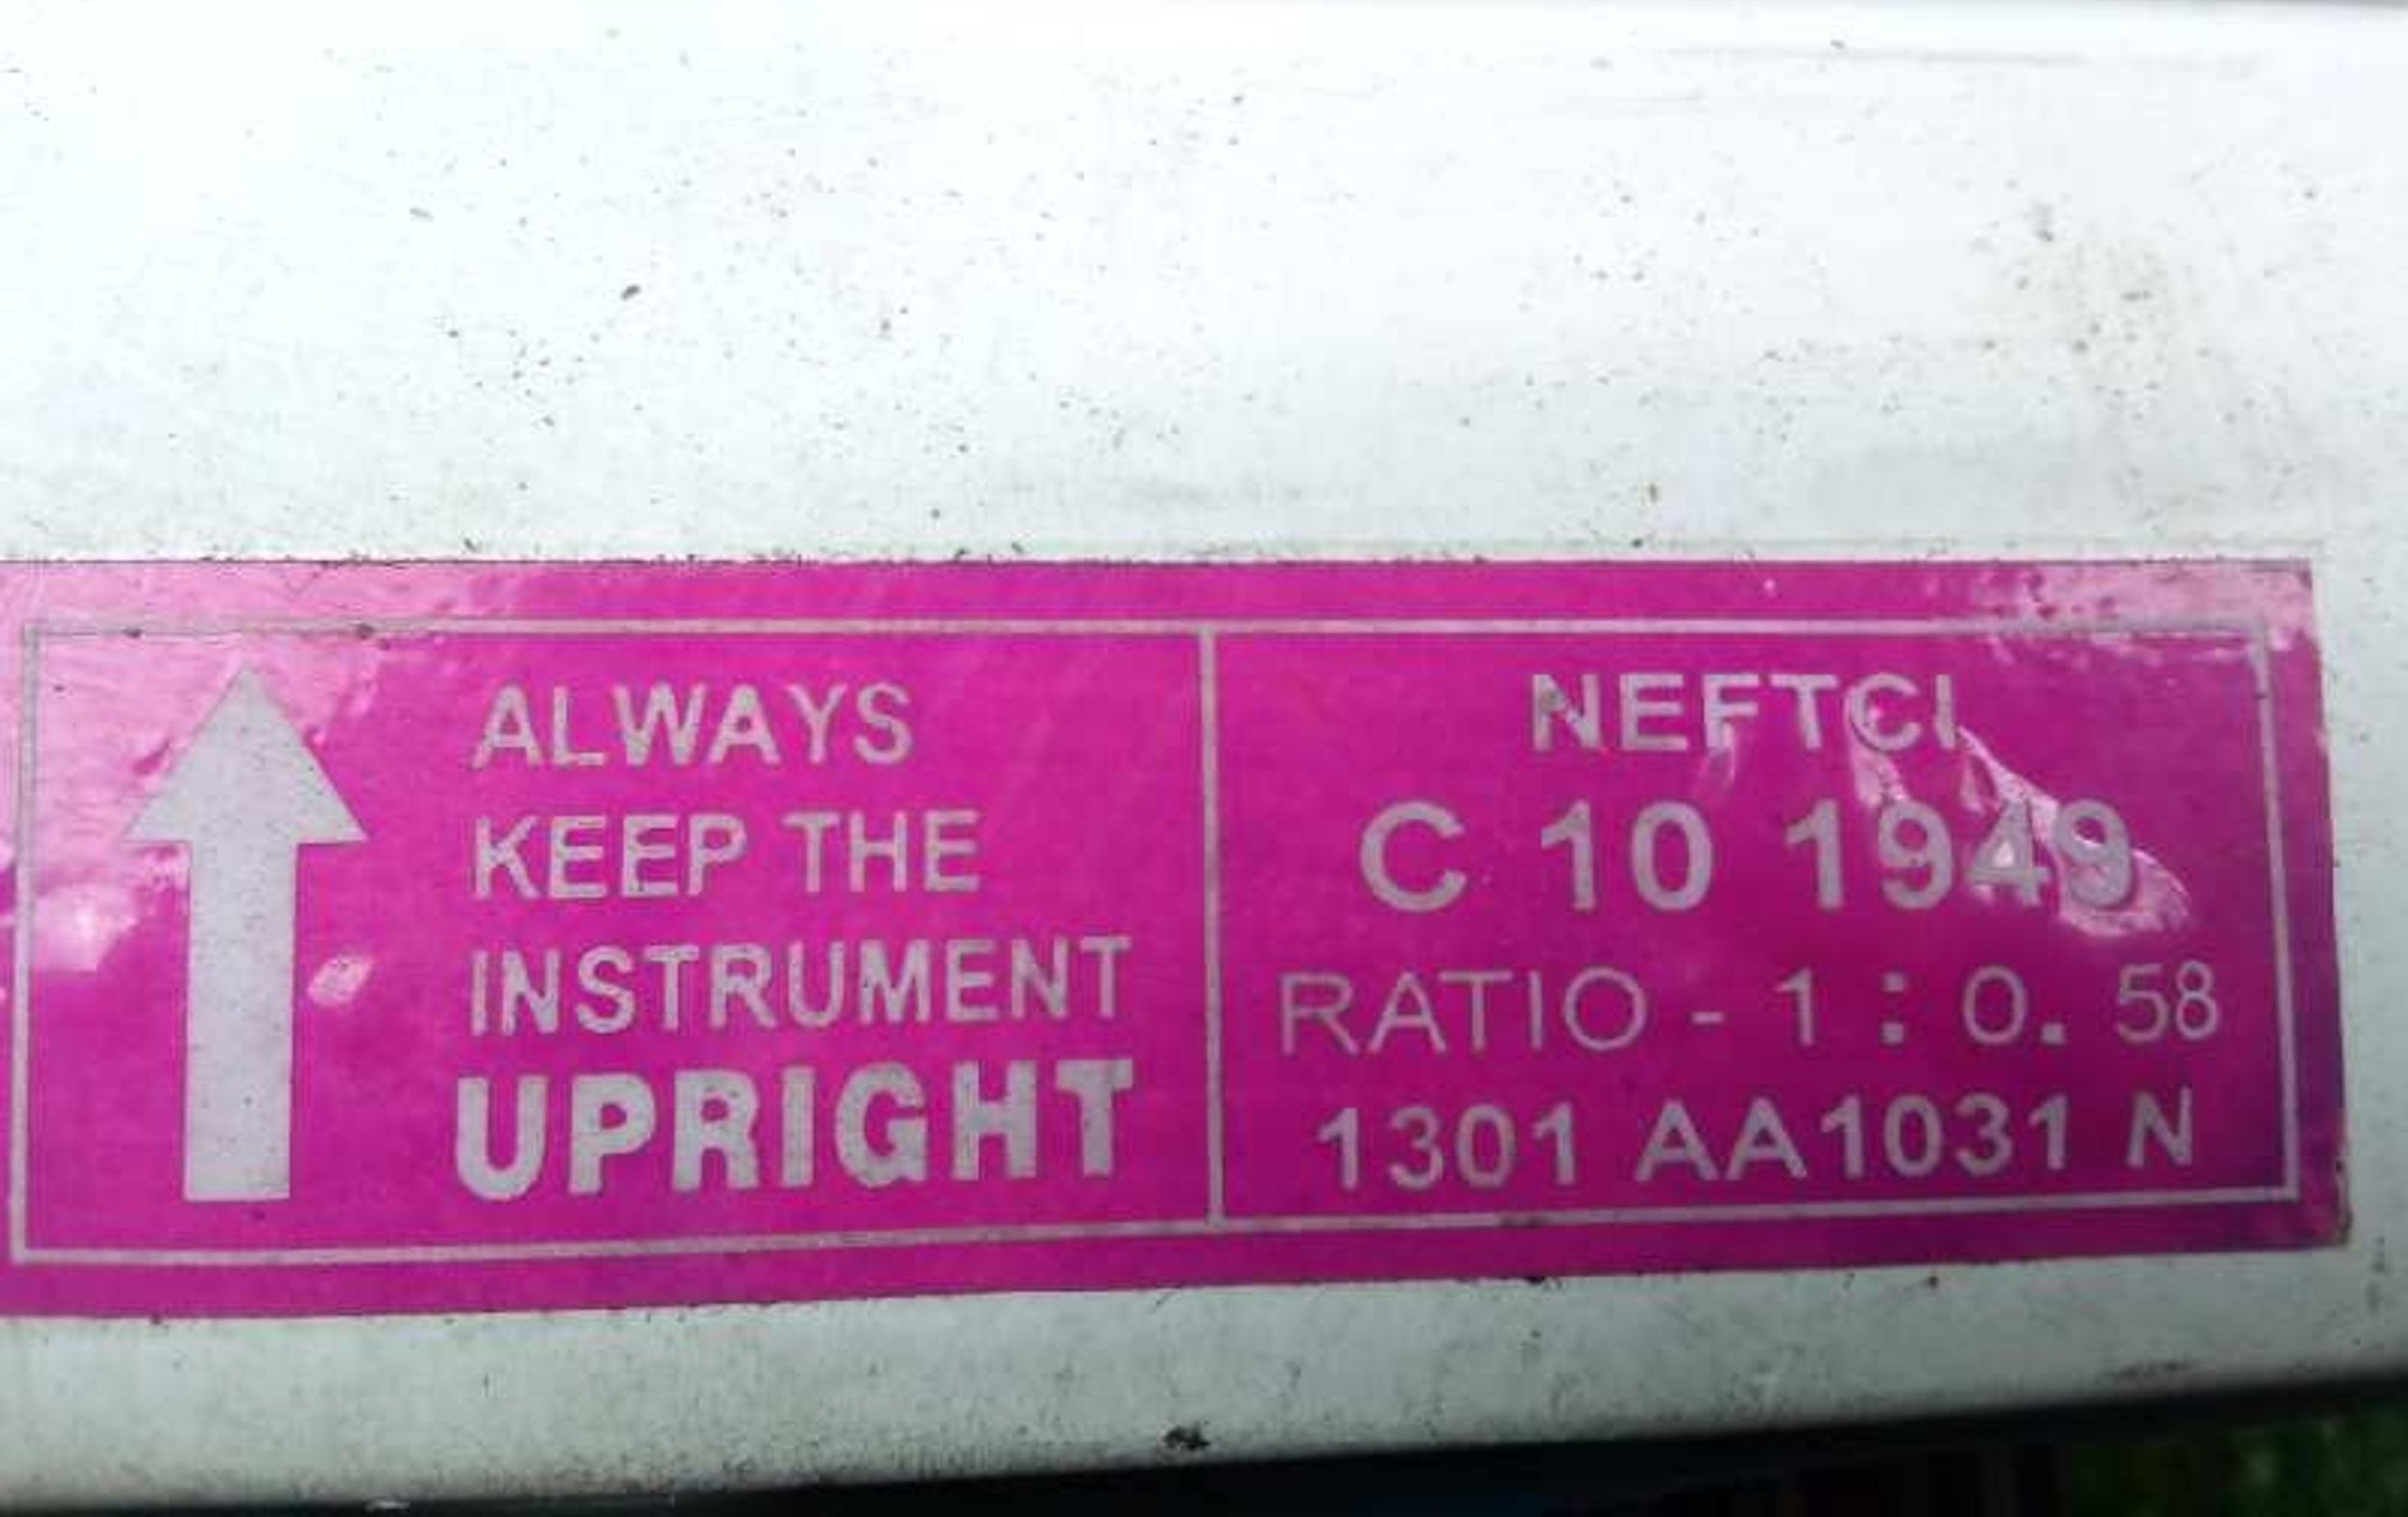 ALWAYS
KEEP THE
INSTRUMENT
UPRIGHT
NEFTCI
C 10 1949
RATIO - 1 : 0. 58
1301 AA1031 N